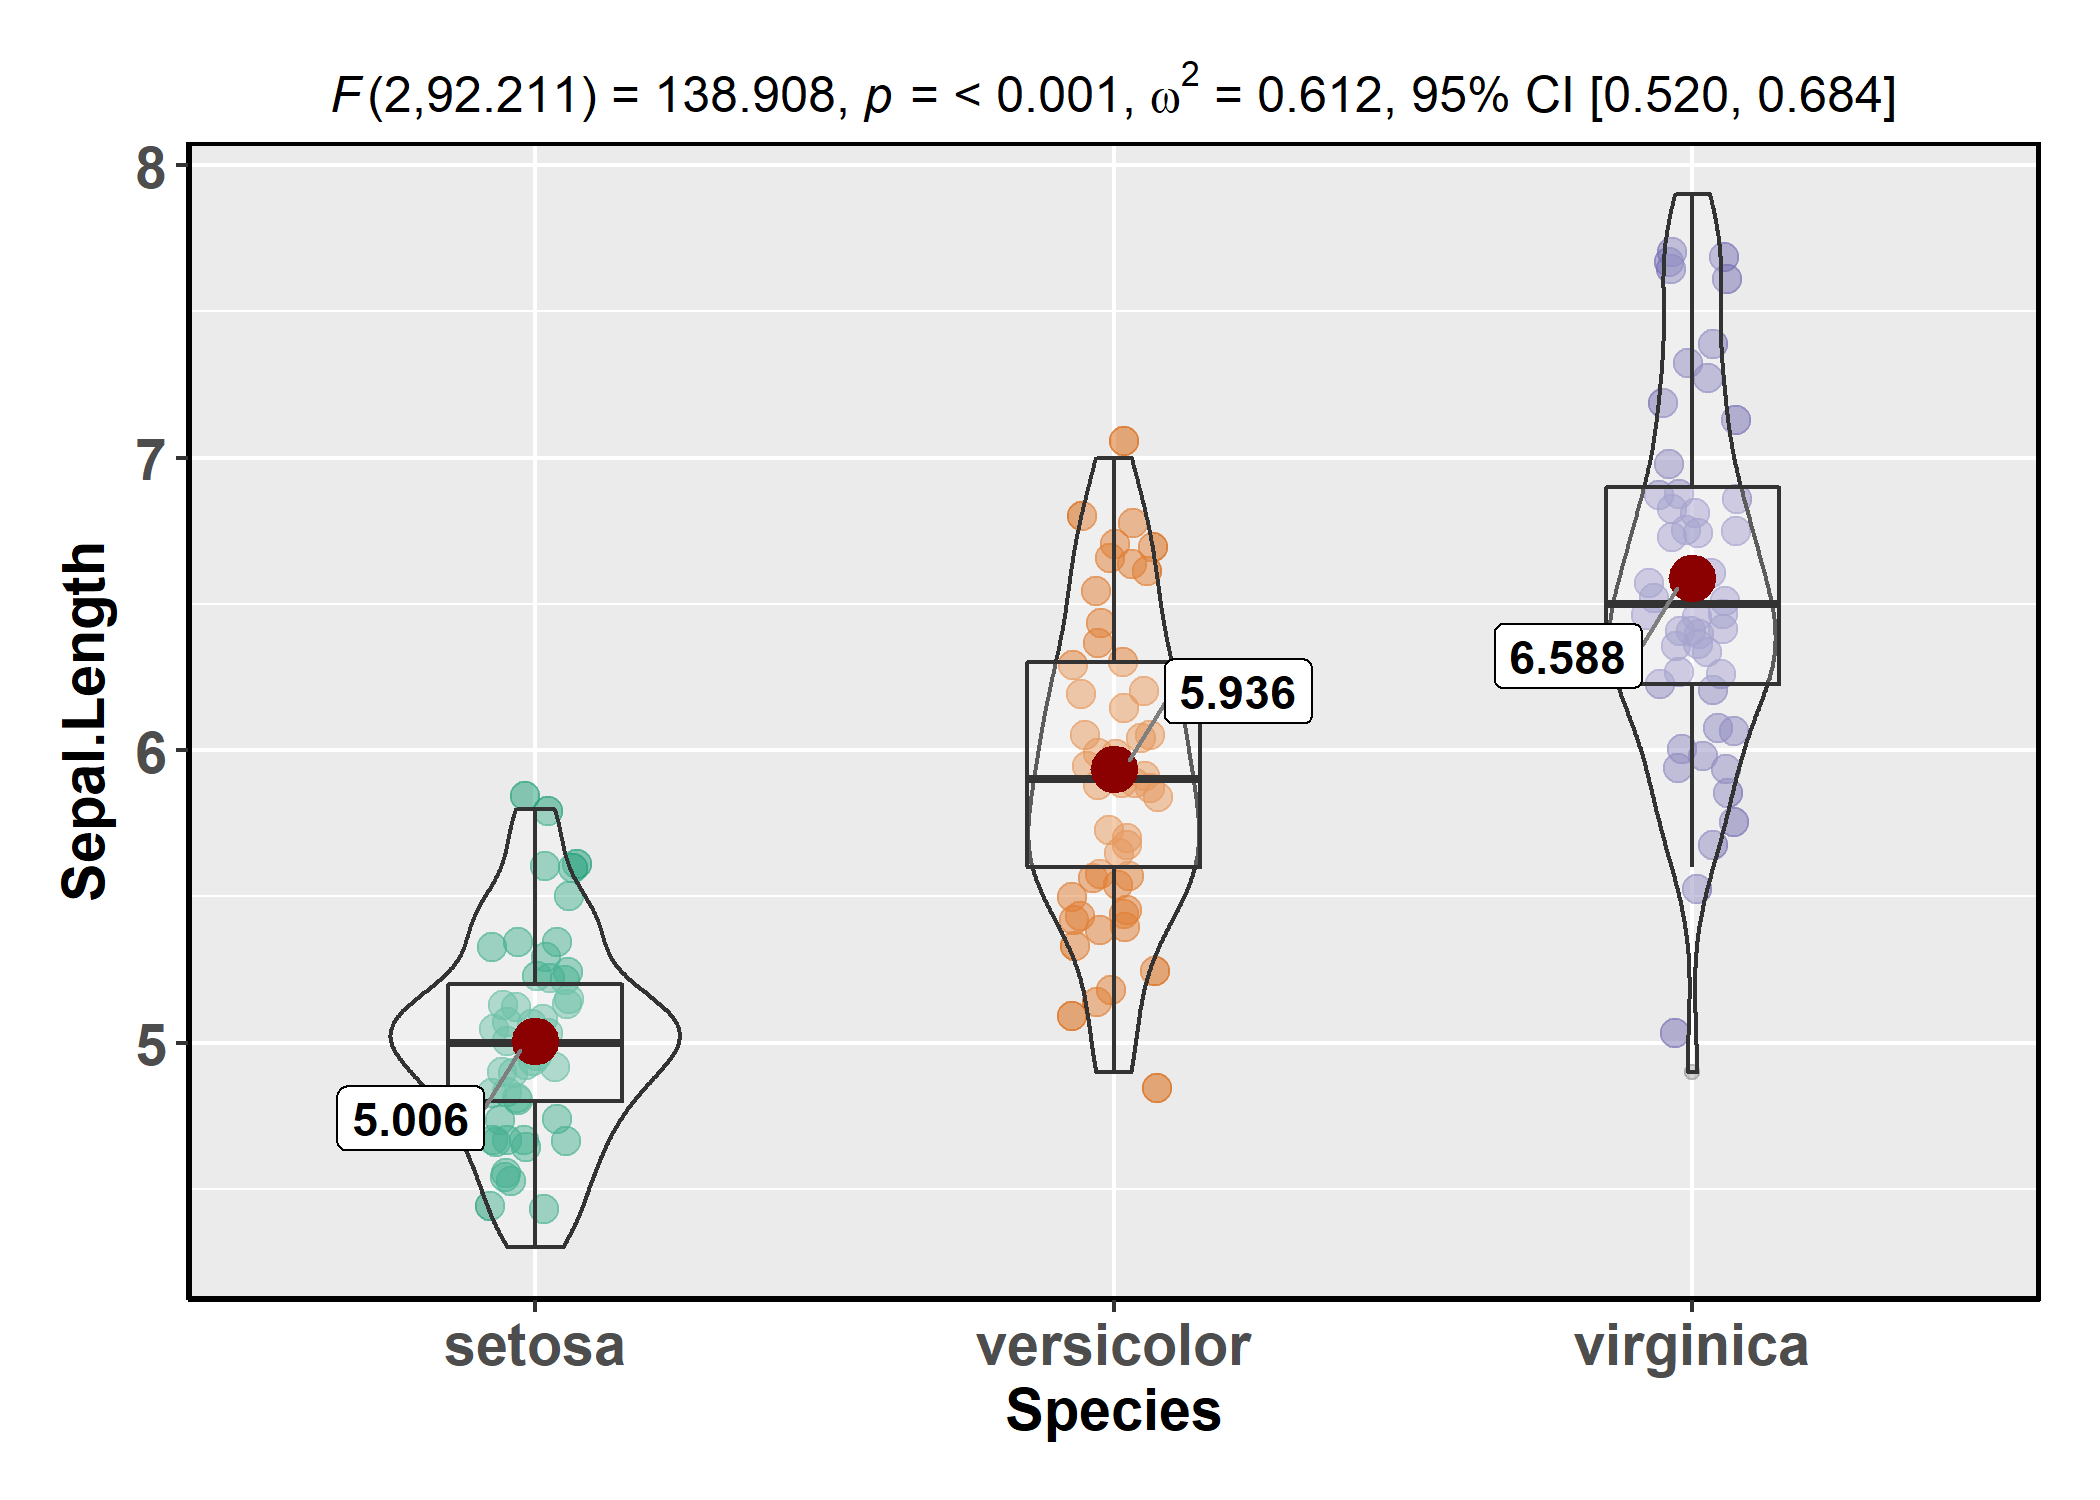 F(2,92.211) = 138.908, p = < 0.001, ω² = 0.612, 95% CI [0.520, 0.684]
8
7
6
5
Sepal.Length
5.006
5.936
6.588
setosa versicolor virginica
Species